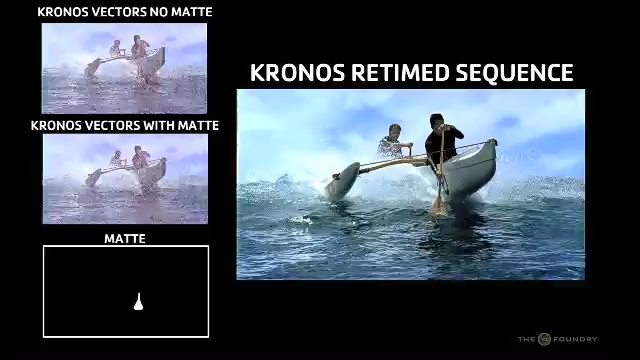 KRONOS VECTORS NO MATTE
KRONOS RETIMED SEQUENCE
KRONOS VECTORS WITH MATTE
MATTE
THE FOUNDRY